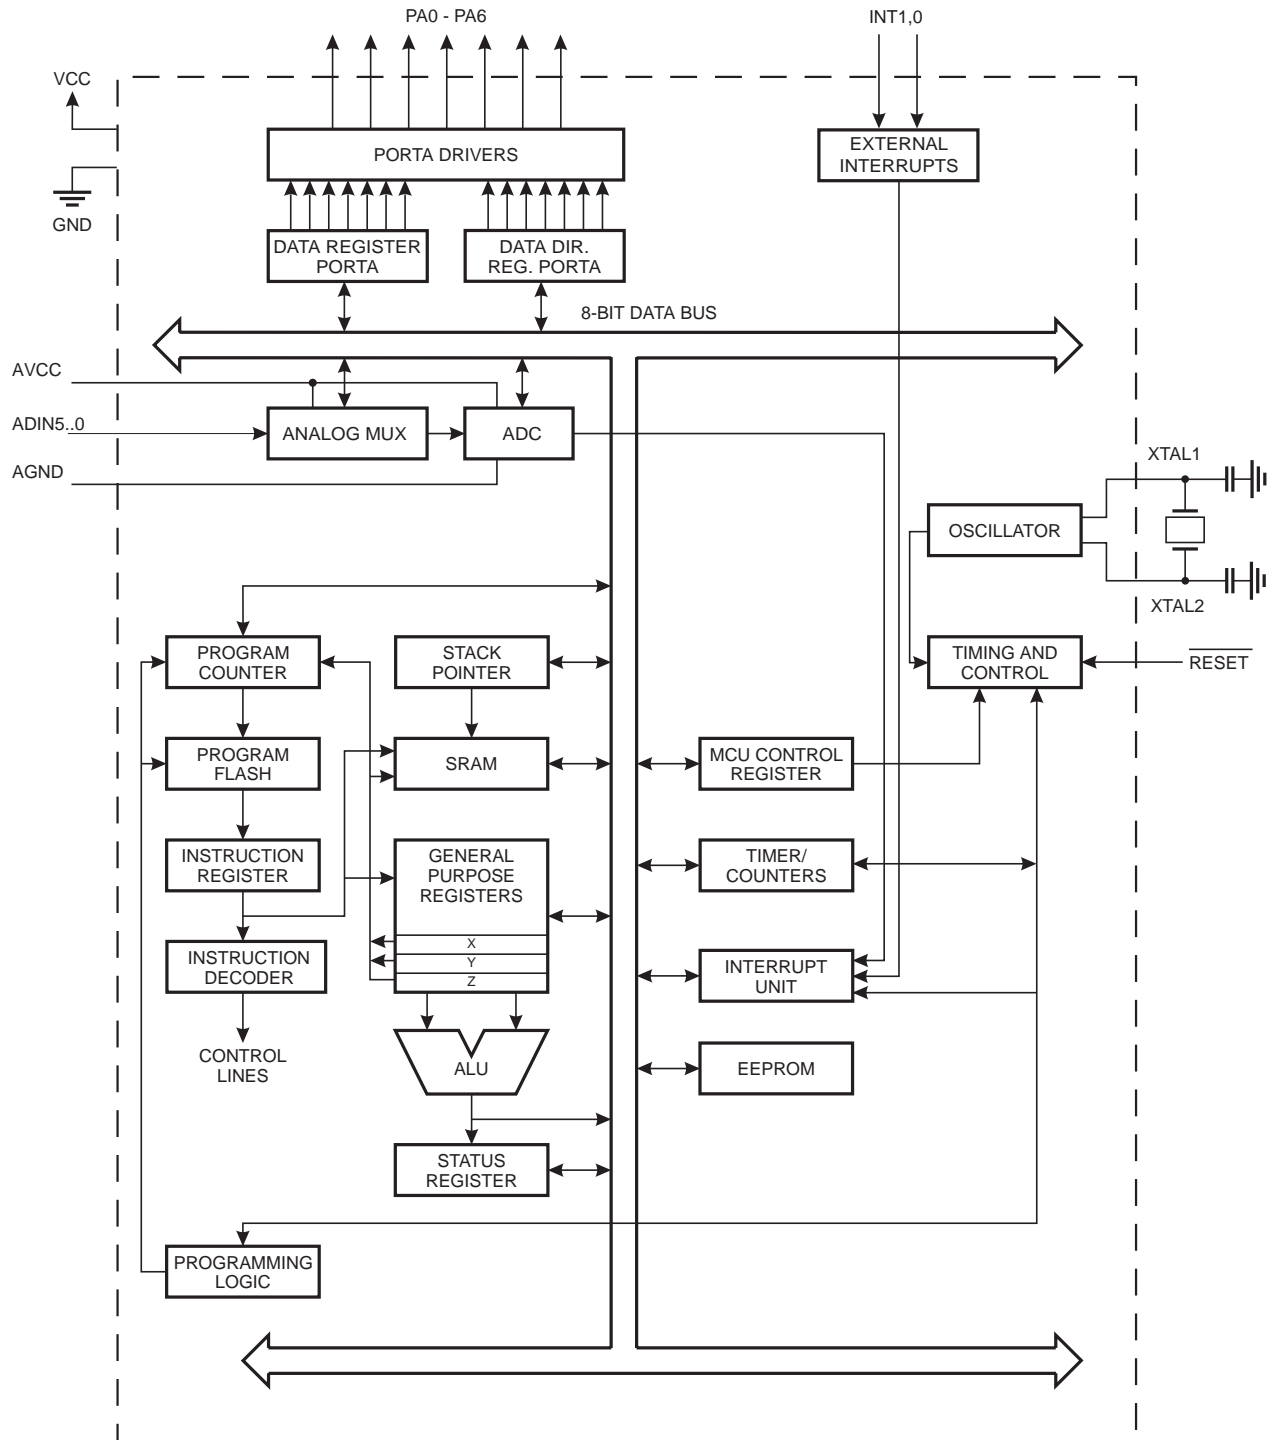 PA0 - PA6
INT1,0
VCC
GND
PORTA DRIVERS
EXTERNAL
INTERRUPTS
DATA REGISTER
PORTA
DATA DIR.
REG. PORTA
8-BIT DATA BUS
AVCC
ADIN5..0
AGND
ANALOG MUX
ADC
XTAL1
OSCILLATOR
XTAL2
PROGRAM
COUNTER
STACK
POINTER
TIMING AND
CONTROL
RESET
PROGRAM
FLASH
SRAM
MCU CONTROL
REGISTER
INSTRUCTION
REGISTER
GENERAL
PURPOSE
REGISTERS
X
Y
Z
TIMER/
COUNTERS
INSTRUCTION
DECODER
INTERRUPT
UNIT
CONTROL
LINES
ALU
EEPROM
STATUS
REGISTER
PROGRAMMING
LOGIC